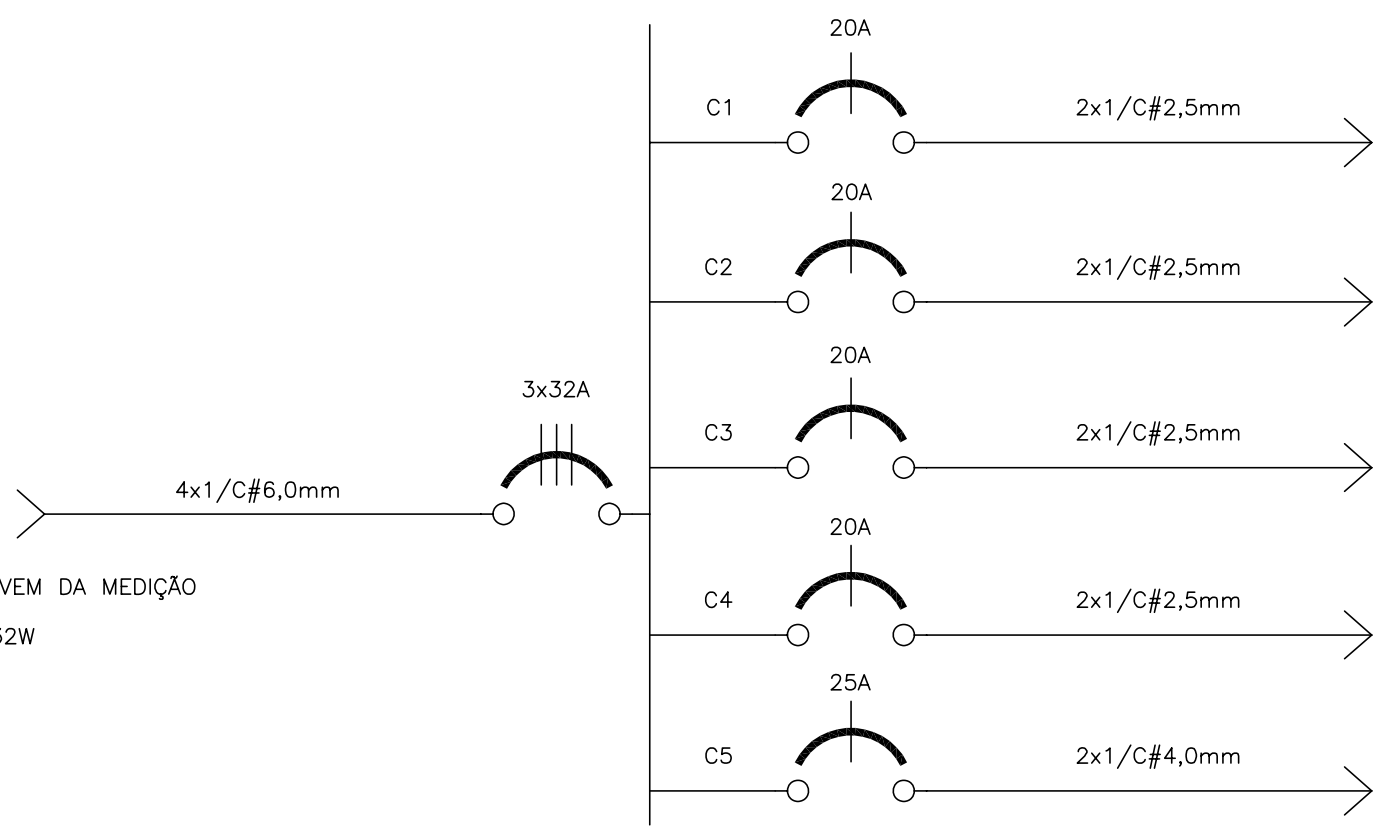 20A
C1
2x1/C#2,5mm
20A
C2
2x1/C#2,5mm
20A
C3
2x1/C#2,5mm
3x32A
4x1/C#6,0mm
VEM DA MEDIÇÃO
20A
C4
2x1/C#2,5mm
25A
C5
2x1/C#4,0mm